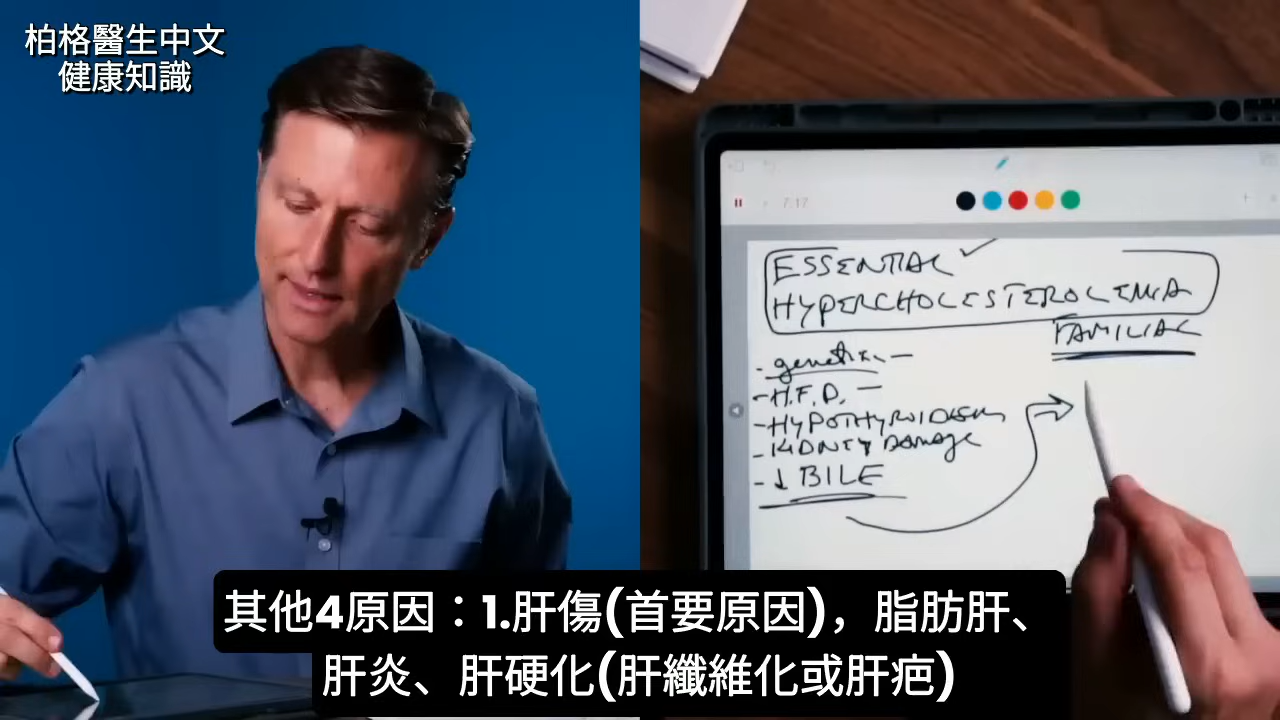 柏格醫生中文
健康知識
7:17
ESSENTIAL
HYPERCHOLESTEROLEMIA
FAMILIAL
- genetic -
- H.F.D. -
- HYPOTHYROIDISM
- KIDNEY DAMAGE
- ↓ BILE
其他4原因：1.肝傷(首要原因)，脂肪肝、
肝炎、肝硬化(肝纖維化或肝疤)